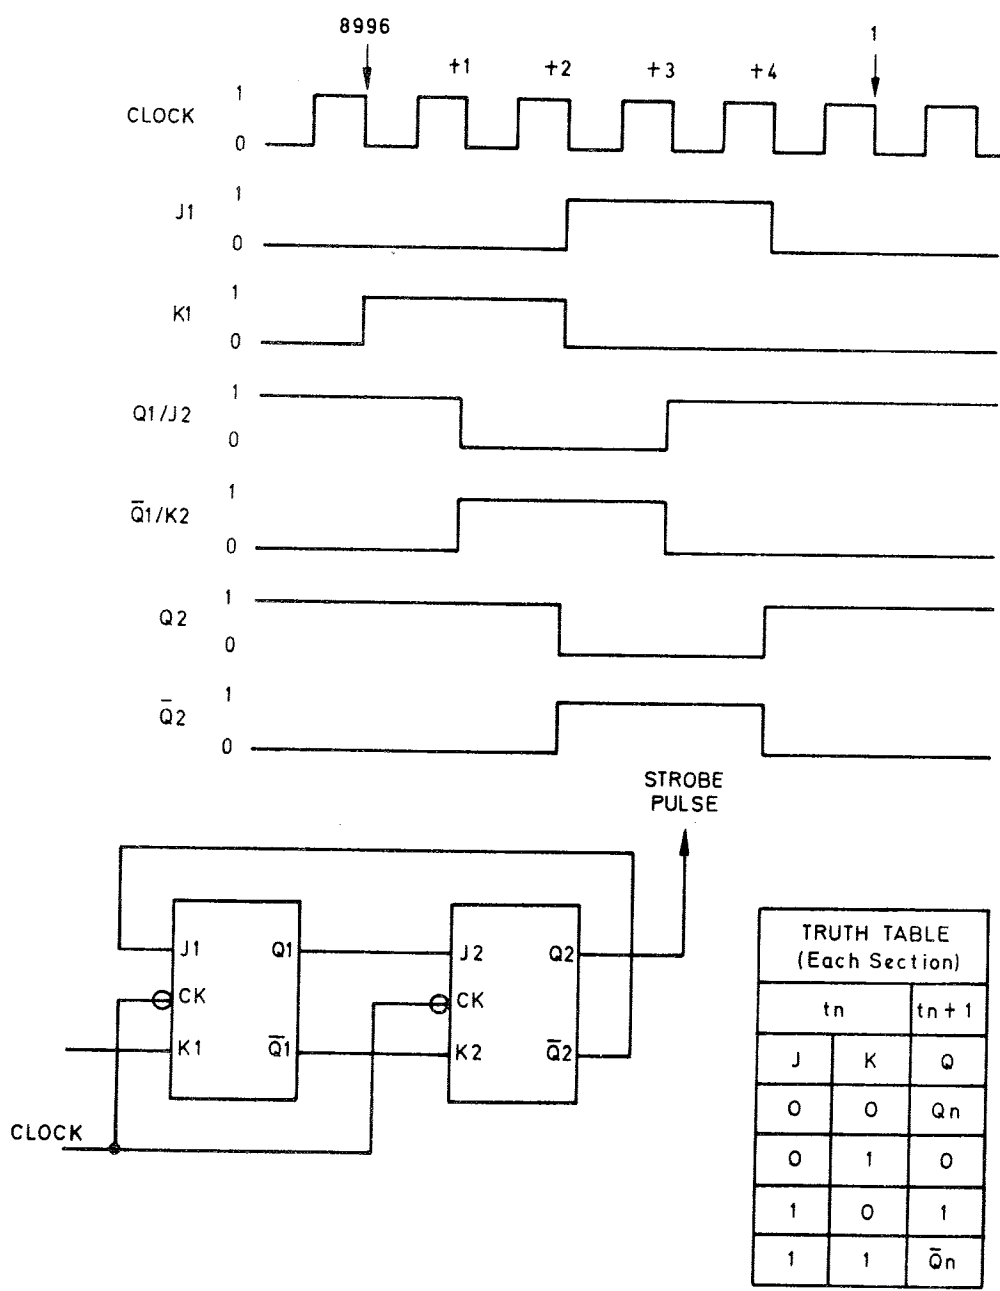 8996
1
+1 +2 +3 +4
CLOCK 1
0
J1 1
0
K1 1
0
Q1/J2 1
0
Q̅1/K2 1
0
Q2 1
0
Q̅2 1
0
STROBE
PULSE
J1 Q1
CK
K1 Q̅1
J2 Q2
CK
K2 Q̅2
CLOCK
TRUTH TABLE
(Each Section)
tn tn+1
J K Q
0 0 Qn
0 1 0
1 0 1
1 1 Q̅n